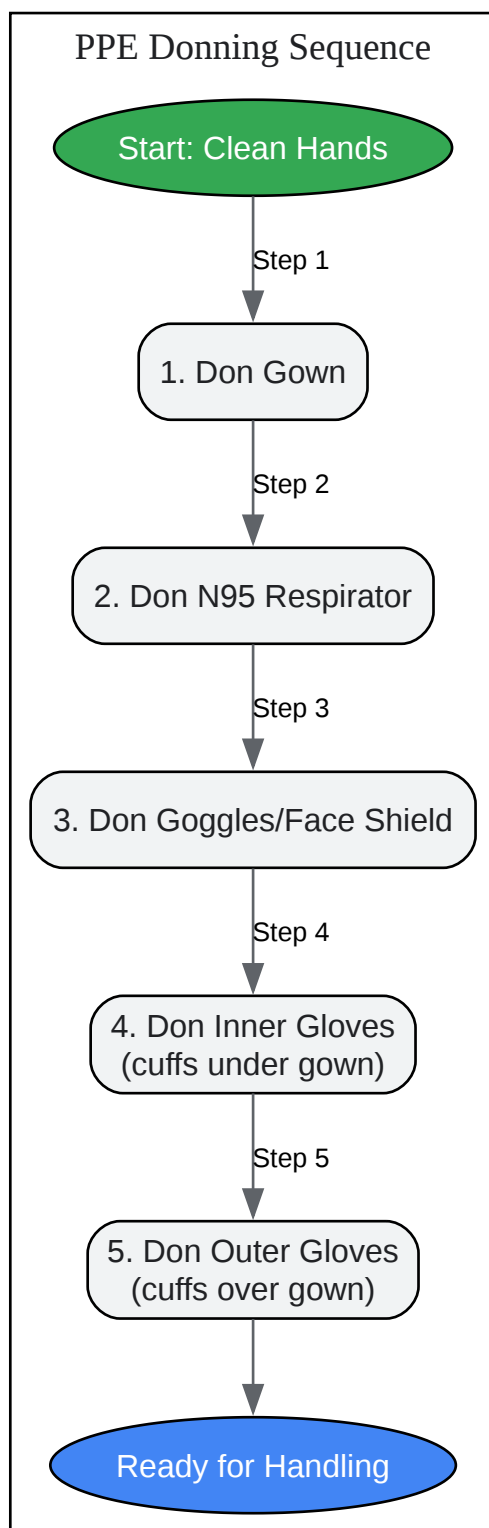 PPE Donning Sequence
Start: Clean Hands
Step 1
1. Don Gown
Step 2
2. Don N95 Respirator
Step 3
3. Don Goggles/Face Shield
Step 4
4. Don Inner Gloves
(cuffs under gown)
Step 5
5. Don Outer Gloves
(cuffs over gown)
Ready for Handling